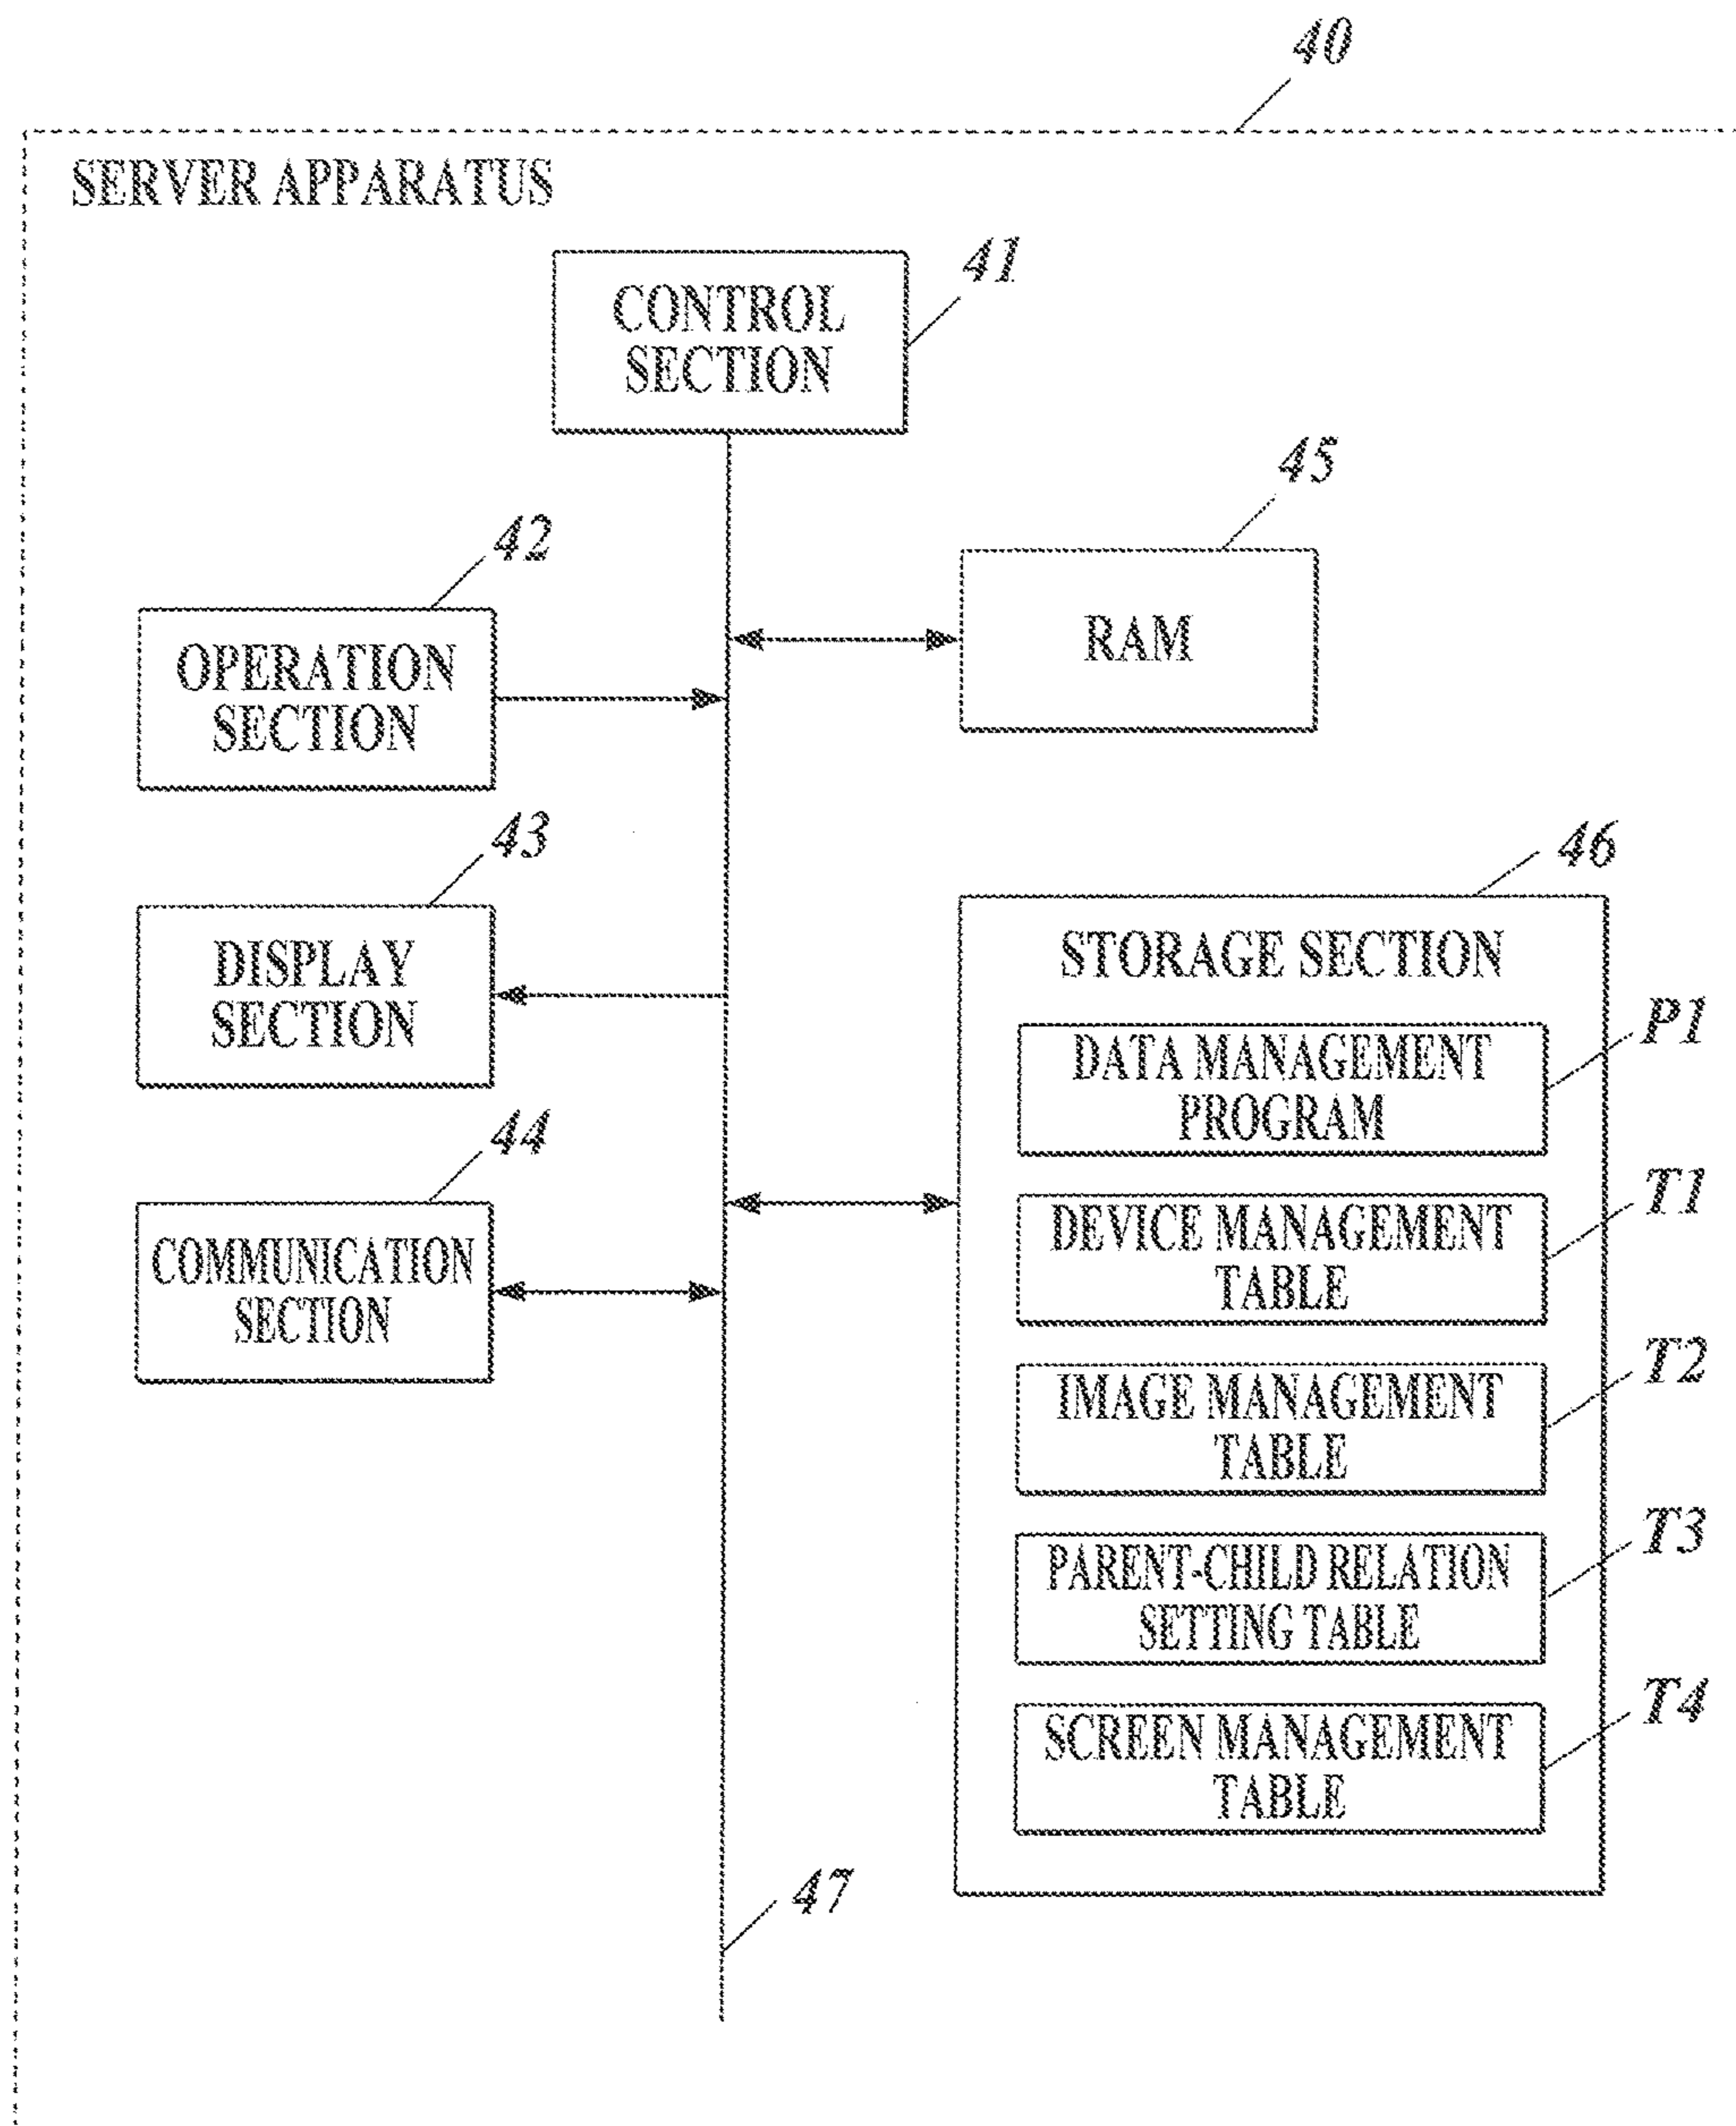 40
SERVER APPARATUS
41
CONTROL
SECTION
45
RAM
42
OPERATION
SECTION
43
DISPLAY
SECTION
44
COMMUNICATION
SECTION
46
STORAGE SECTION
P1
DATA MANAGEMENT
PROGRAM
T1
DEVICE MANAGEMENT
TABLE
T2
IMAGE MANAGEMENT
TABLE
T3
PARENT-CHILD RELATION
SETTING TABLE
T4
SCREEN MANAGEMENT
TABLE
47